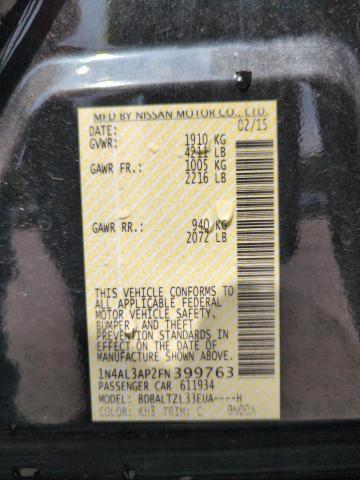 MFD BY NISSAN MOTOR CO., LTD.
DATE: 02/15
GVWR: 1910 KG
4211 LB
GAWR FR.: 1005 KG
2216 LB
GAWR RR.: 940 KG
2072 LB
THIS VEHICLE CONFORMS TO
ALL APPLICABLE FEDERAL
MOTOR VEHICLE SAFETY,
BUMPER, AND THEFT
PREVENTION STANDARDS IN
EFFECT ON THE DATE OF
MANUFACTURE SHOWN ABOVE.
1N4AL3AP2FN399763
PASSENGER CAR 611934
MODEL: BDBALTZL33EUA----H
COLOR: KH3 TRIM: C